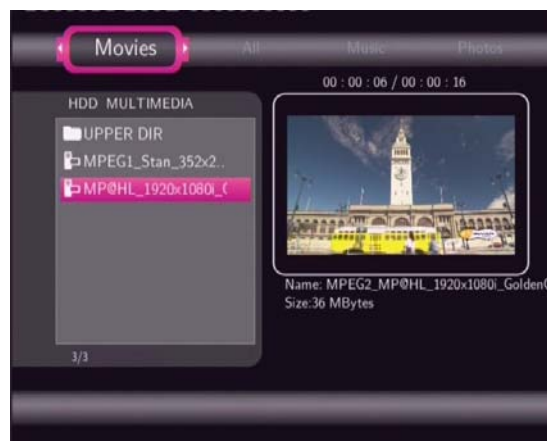 Movies
All
Music
Photos
00 : 00 : 06 / 00 : 00 : 16
HDD MULTIMEDIA
UPPER DIR
MPEG1_Stan_352x2..
MP@HL_1920x1080i_(
Name: MPEG2_MP@HL_1920x1080i_Golden
Size:36 MBytes
3/3